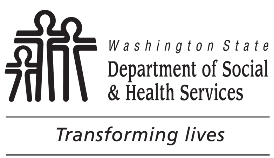 Washington State
Department of Social
& Health Services
Transforming lives